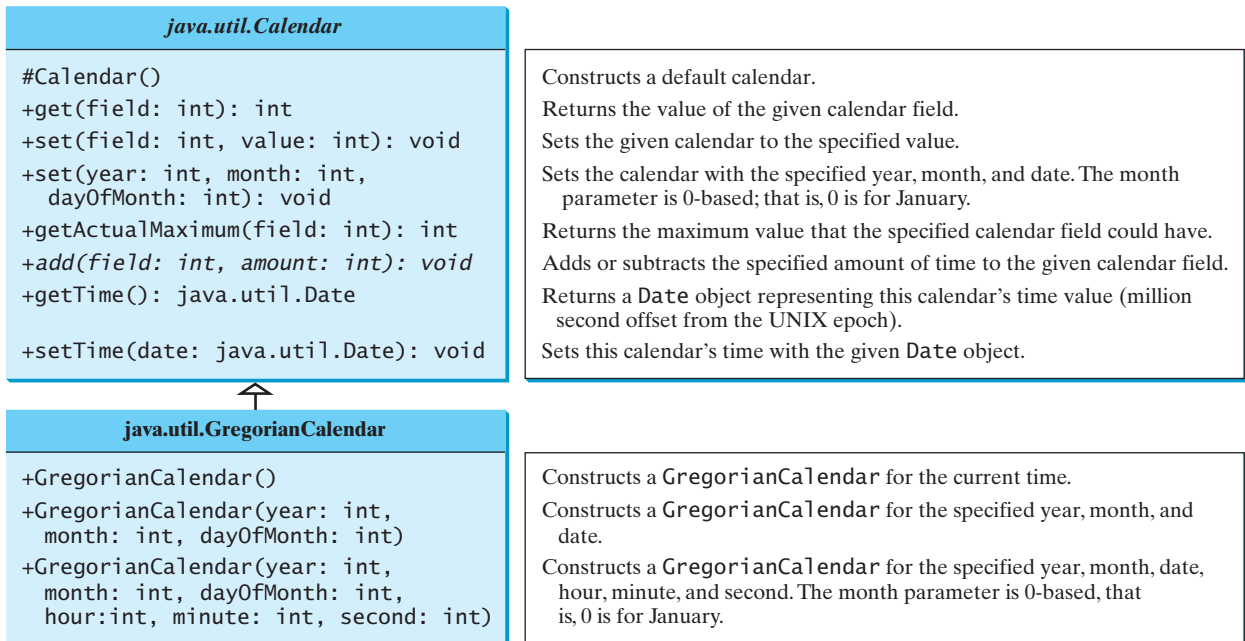 java.util.Calendar
#Calendar()
+get(field: int): int
+set(field: int, value: int): void
+set(year: int, month: int,
dayOfMonth: int): void
+getActualMaximum(field: int): int
+add(field: int, amount: int): void
+getTime(): java.util.Date
+setTime(date: java.util.Date): void
Constructs a default calendar.
Returns the value of the given calendar field.
Sets the given calendar to the specified value.
Sets the calendar with the specified year, month, and date. The month
parameter is 0-based; that is, 0 is for January.
Returns the maximum value that the specified calendar field could have.
Adds or subtracts the specified amount of time to the given calendar field.
Returns a Date object representing this calendar's time value (million
second offset from the UNIX epoch).
Sets this calendar's time with the given Date object.
java.util.GregorianCalendar
+GregorianCalendar()
+GregorianCalendar(year: int,
month: int, dayOfMonth: int)
+GregorianCalendar(year: int,
month: int, dayOfMonth: int,
hour:int, minute: int, second: int)
Constructs a GregorianCalendar for the current time.
Constructs a GregorianCalendar for the specified year, month, and
date.
Constructs a GregorianCalendar for the specified year, month, date,
hour, minute, and second. The month parameter is 0-based, that
is, 0 is for January.